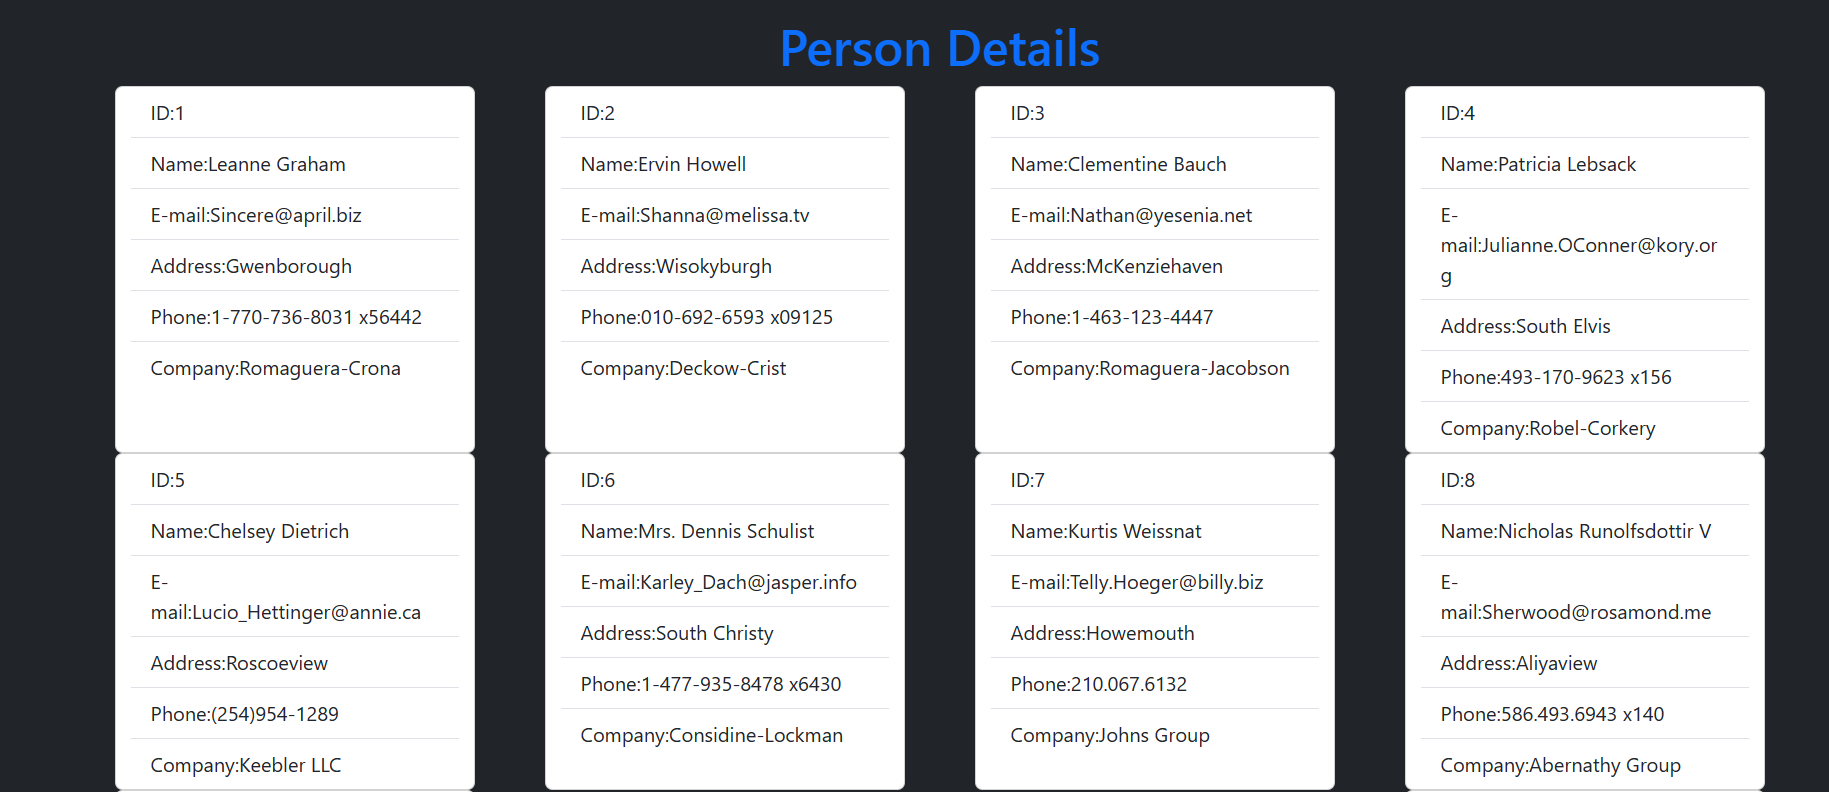 Person Details
ID:1
Name:Leanne Graham
E-mail:Sincere@april.biz
Address:Gwenborough
Phone:1-770-736-8031 x56442
Company:Romaguera-Crona
ID:2
Name:Ervin Howell
E-mail:Shanna@melissa.tv
Address:Wisokyburgh
Phone:010-692-6593 x09125
Company:Deckow-Crist
ID:3
Name:Clementine Bauch
E-mail:Nathan@yesenia.net
Address:McKenziehaven
Phone:1-463-123-4447
Company:Romaguera-Jacobson
ID:4
Name:Patricia Lebsack
E-
mail:Julianne.OConner@kory.or
g
Address:South Elvis
Phone:493-170-9623 x156
Company:Robel-Corkery
ID:5
Name:Chelsey Dietrich
E-
mail:Lucio_Hettinger@annie.ca
Address:Roscoeview
Phone:(254)954-1289
Company:Keebler LLC
ID:6
Name:Mrs. Dennis Schulist
E-mail:Karley_Dach@jasper.info
Address:South Christy
Phone:1-477-935-8478 x6430
Company:Considine-Lockman
ID:7
Name:Kurtis Weissnat
E-mail:Telly.Hoeger@billy.biz
Address:Howemouth
Phone:210.067.6132
Company:Johns Group
ID:8
Name:Nicholas Runolfsdottir V
E-
mail:Sherwood@rosamond.me
Address:Aliyaview
Phone:586.493.6943 x140
Company:Abernathy Group